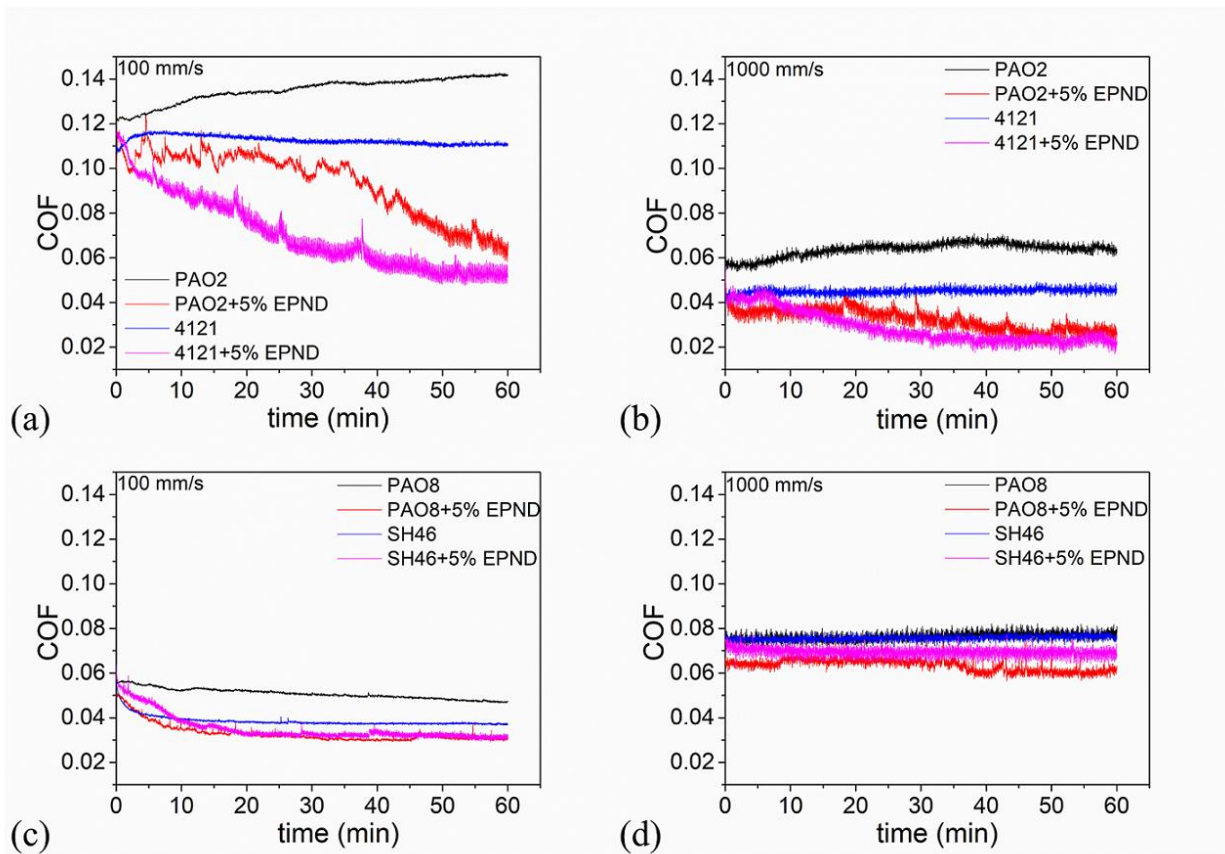 100 mm/s
0.14
0.12
0.10
0.08
0.06
0.04
0.02
COF
PAO2
PAO2+5% EPND
4121
4121+5% EPND
0 10 20 30 40 50 60
time (min)
(a)
1000 mm/s
0.14
0.12
0.10
0.08
0.06
0.04
0.02
COF
PAO2
PAO2+5% EPND
4121
4121+5% EPND
0 10 20 30 40 50 60
time (min)
(b)
100 mm/s
0.14
0.12
0.10
0.08
0.06
0.04
0.02
COF
PAO8
PAO8+5% EPND
SH46
SH46+5% EPND
0 10 20 30 40 50 60
time (min)
(c)
1000 mm/s
0.14
0.12
0.10
0.08
0.06
0.04
0.02
COF
PAO8
PAO8+5% EPND
SH46
SH46+5% EPND
0 10 20 30 40 50 60
time (min)
(d)